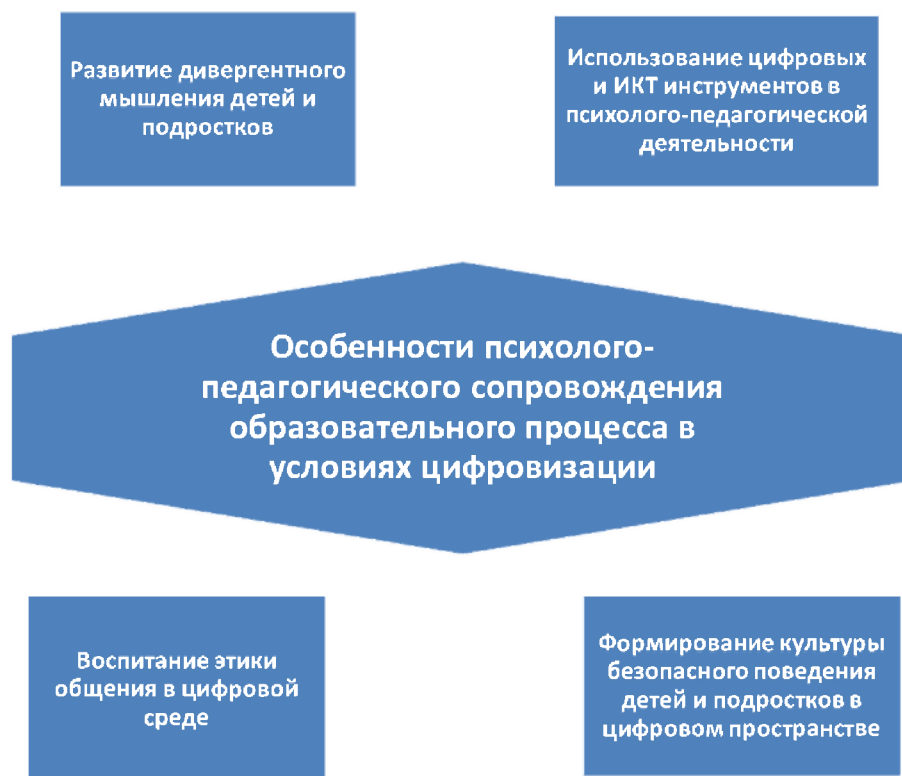 Развитие дивергентного
мышления детей и
подростков
Использование цифровых
и ИКТ инструментов в
психолого-педагогической
деятельности
Особенности психолого-
педагогического сопровождения
образовательного процесса в
условиях цифровизации
Воспитание этики
общения в цифровой
среде
Формирование культуры
безопасного поведения
детей и подростков в
цифровом пространстве